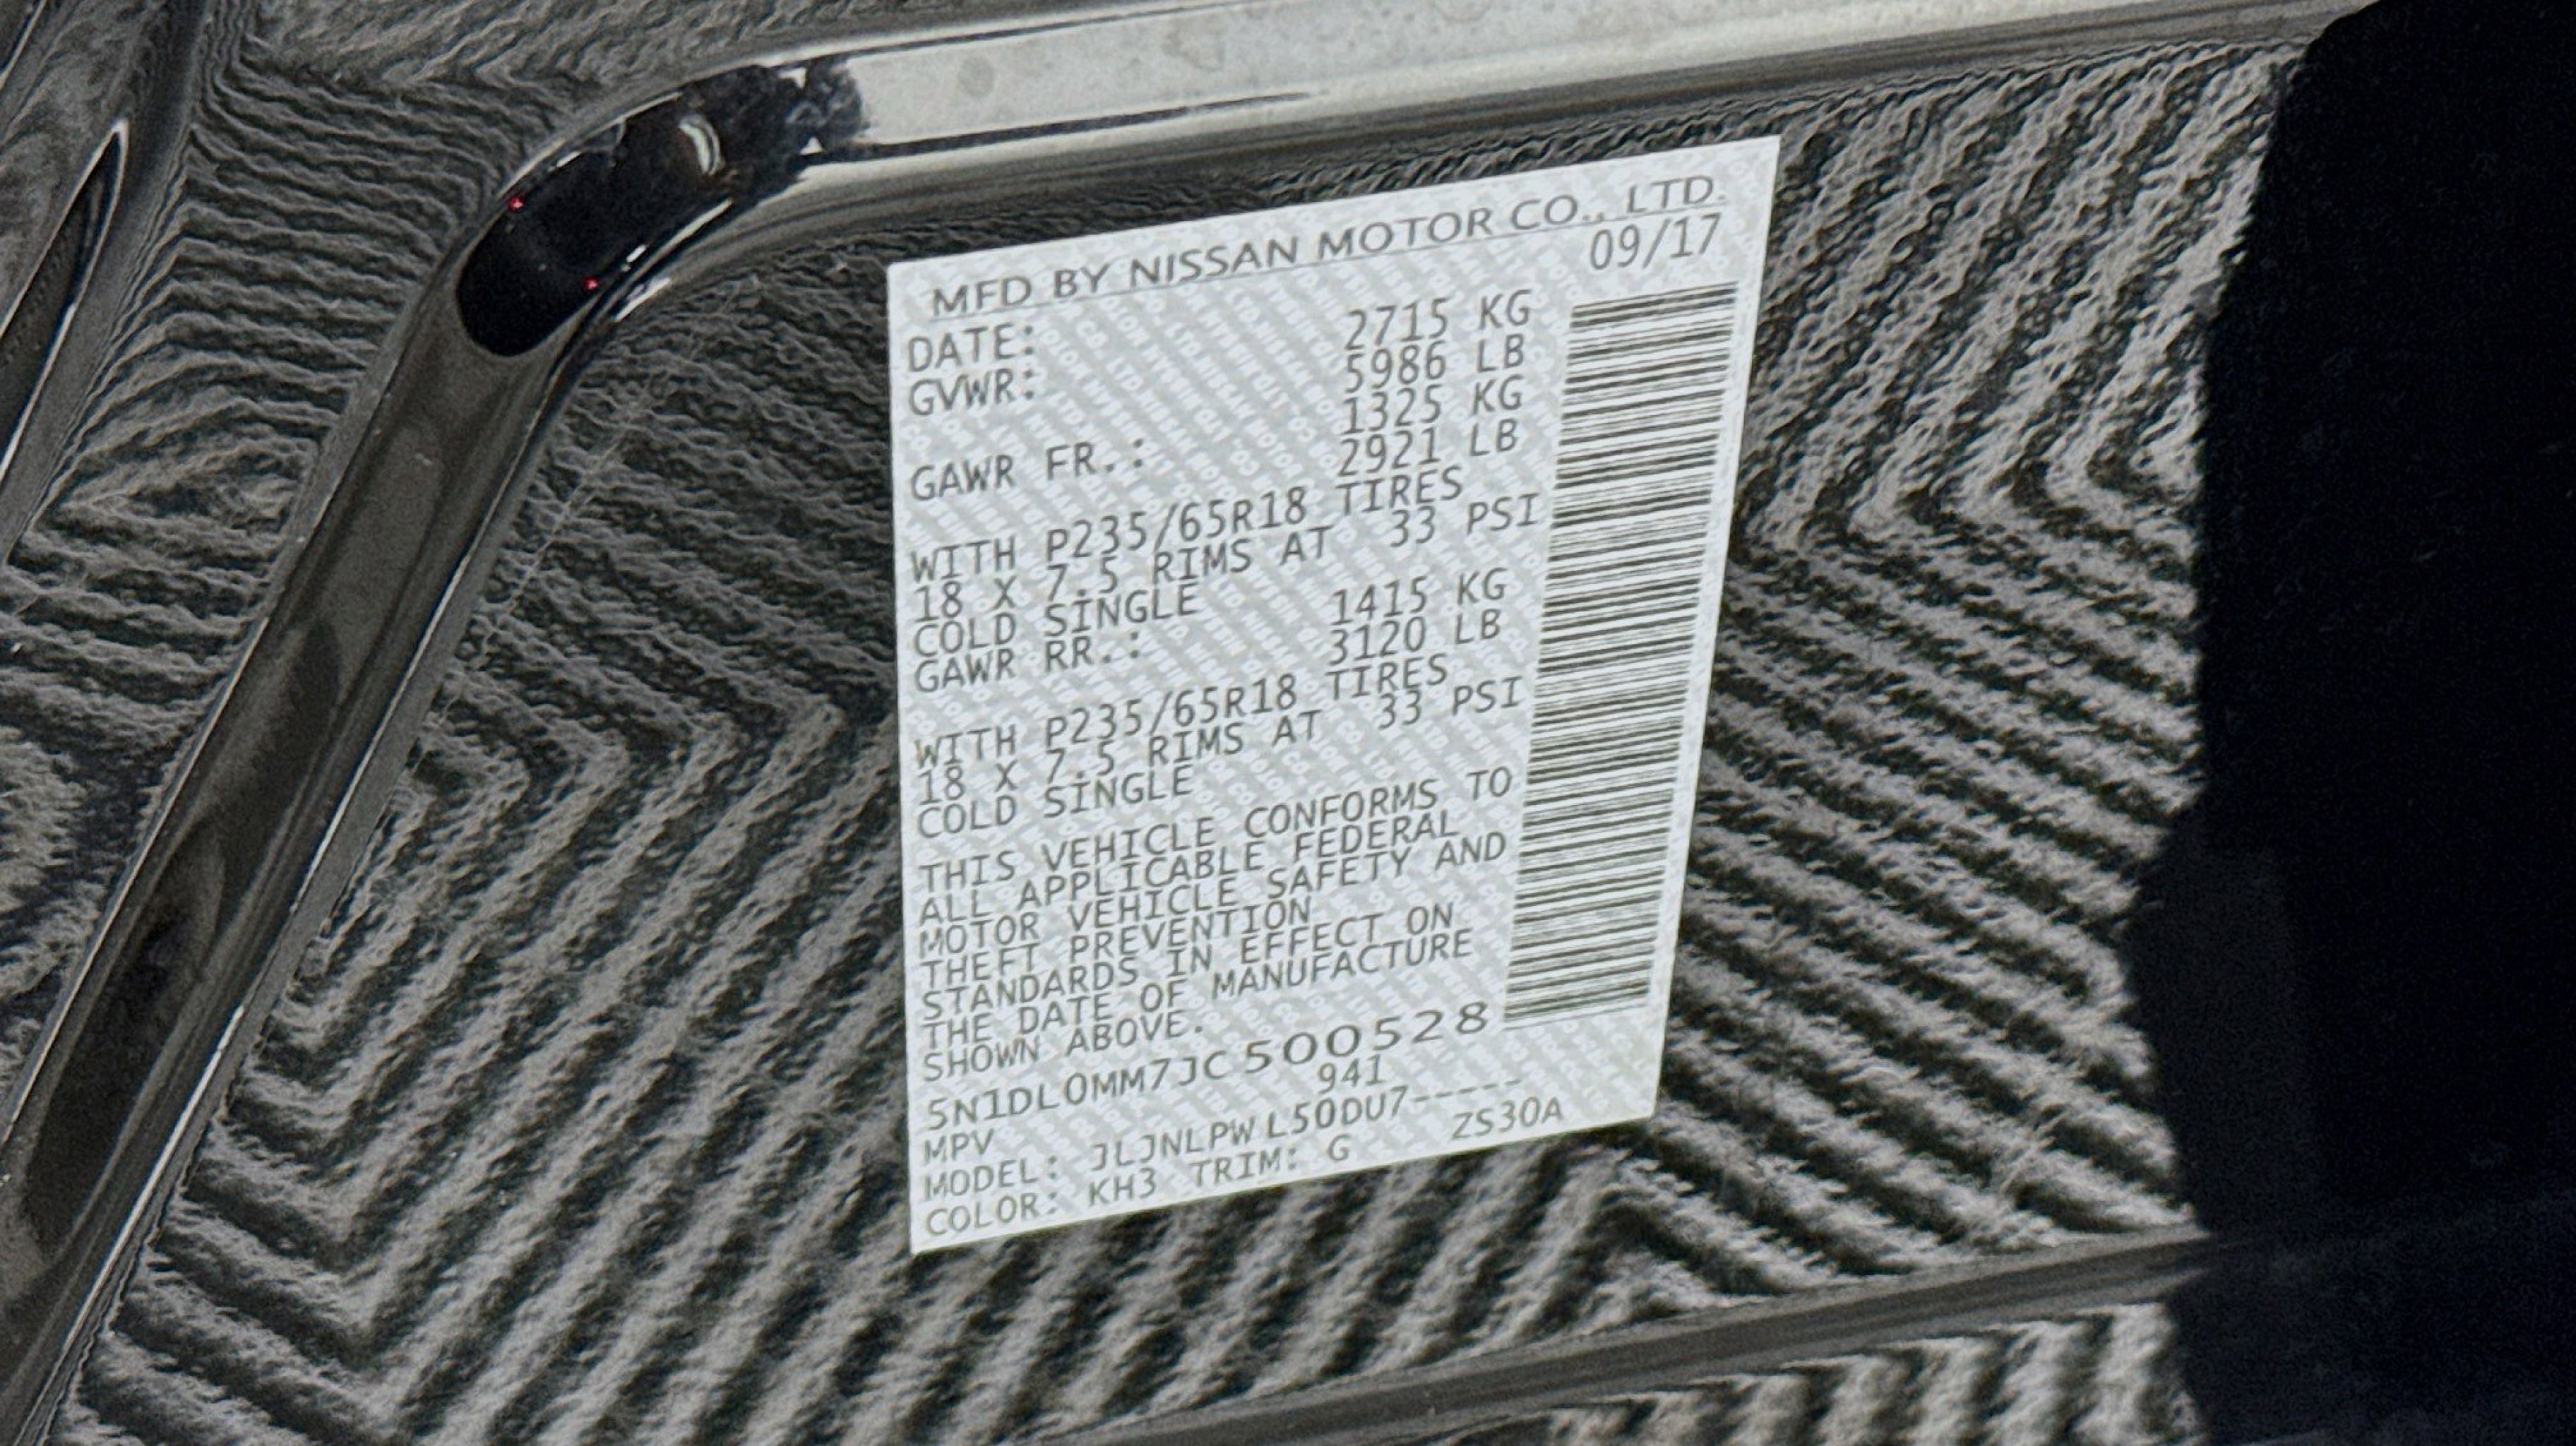 MFD BY NISSAN MOTOR CO., LTD.
DATE: 09/17
GVWR: 2715 KG
5986 LB
GAWR FR.: 1325 KG
2921 LB
WITH P235/65R18 TIRES
18 X 7.5 RIMS AT 33 PSI
COLD SINGLE
GAWR RR.: 1415 KG
3120 LB
WITH P235/65R18 TIRES
18 X 7.5 RIMS AT 33 PSI
COLD SINGLE
THIS VEHICLE CONFORMS TO
ALL APPLICABLE FEDERAL
MOTOR VEHICLE SAFETY AND
THEFT PREVENTION
STANDARDS IN EFFECT ON
THE DATE OF MANUFACTURE
SHOWN ABOVE.
5N1DL0MM7JC500528
MPV 941
MODEL: JLJNLPWL50DU7-----
COLOR: KH3 TRIM: G ZS30A